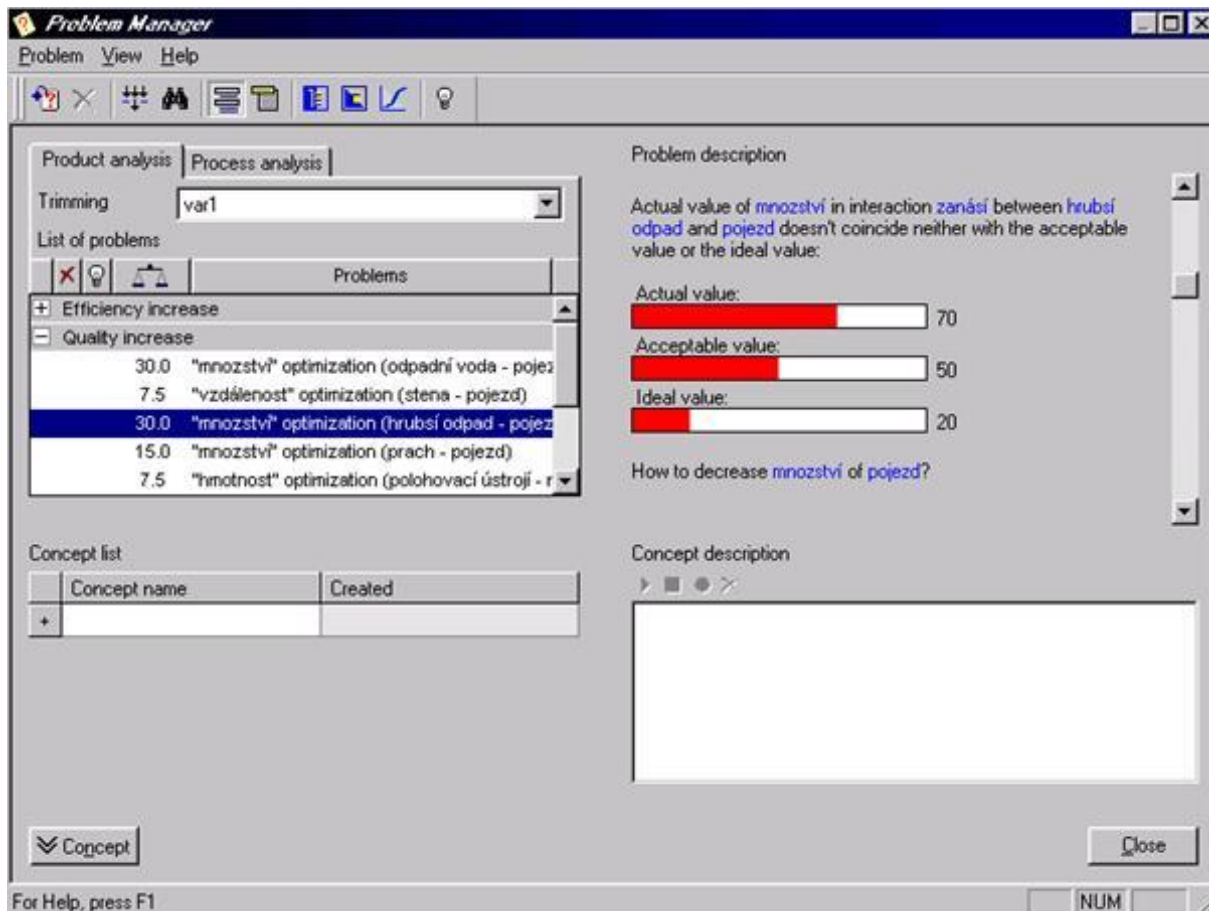 Problem Manager
Problem View Help
Product analysis Process analysis
Trimming var1
List of problems
Problems
Efficiency increase
Quality increase
30.0 "mnozství" optimization (odpadní voda - pojez
7.5 "vzdálenost" optimization (stena - pojezd)
30.0 "mnozství" optimization (hrubsí odpad - pojez
15.0 "mnozství" optimization (prach - pojezd)
7.5 "hmotnost" optimization (polohovací ústrojí - r
Problem description
Actual value of mnozství in interaction zanásí between hrubsí
odpad and pojezd doesn't coincide neither with the acceptable
value or the ideal value:
Actual value:
70
Acceptable value:
50
Ideal value:
20
How to decrease mnozství of pojezd?
Concept list
Concept name Created
Concept description
Concept
Close
For Help, press F1
NUM